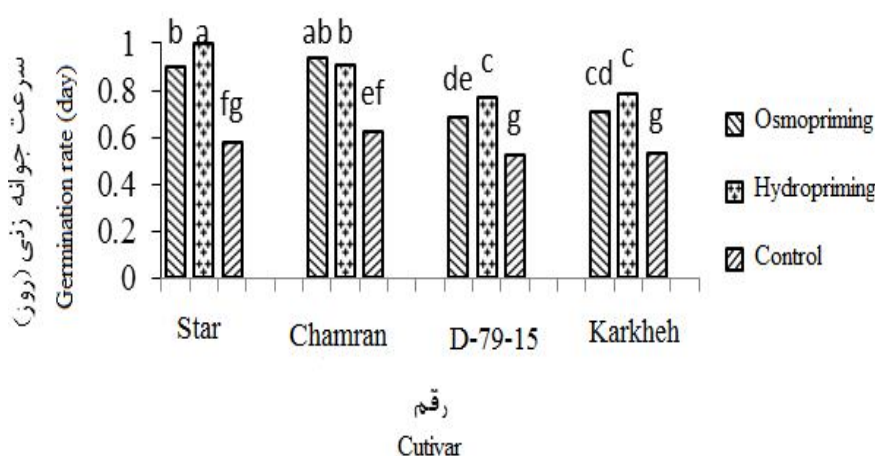 سرعت جوانه زنی (روز)
Germination rate (day)
1
0.8
0.6
0.4
0.2
0
b a fg
ab b ef
de c g
cd c g
Star Chamran D-79-15 Karkheh
رقم
Cutivar
Osmopriming
Hydropriming
Control